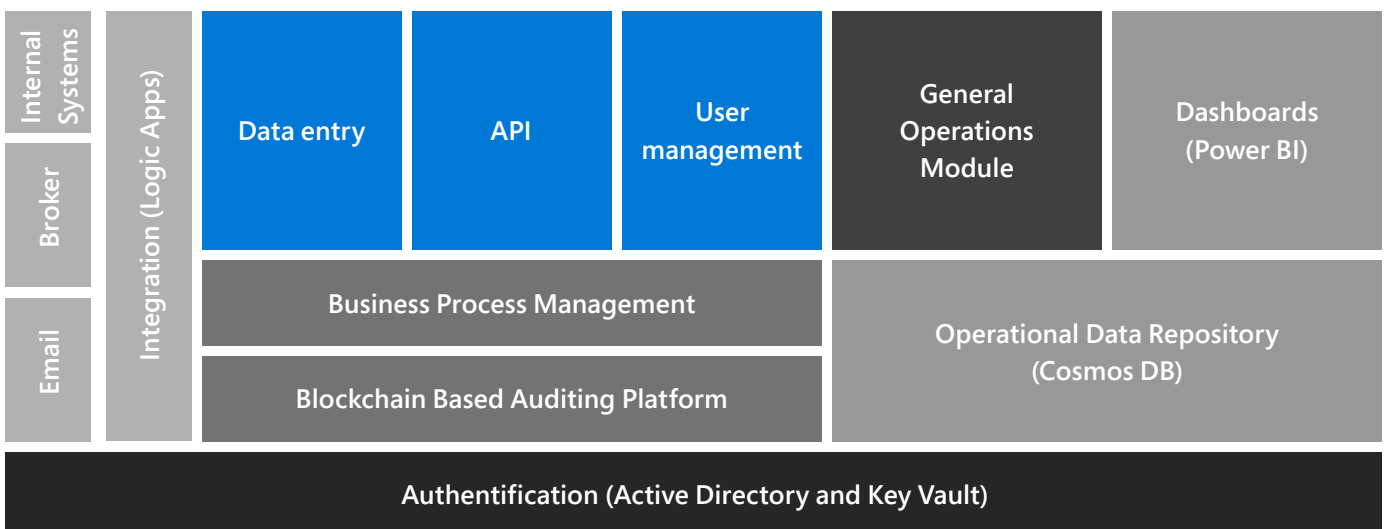 Internal
Systems
Broker
Email
Integration (Logic Apps)
Data entry
API
User
management
General
Operations
Module
Dashboards
(Power BI)
Business Process Management
Blockchain Based Auditing Platform
Operational Data Repository
(Cosmos DB)
Authentification (Active Directory and Key Vault)